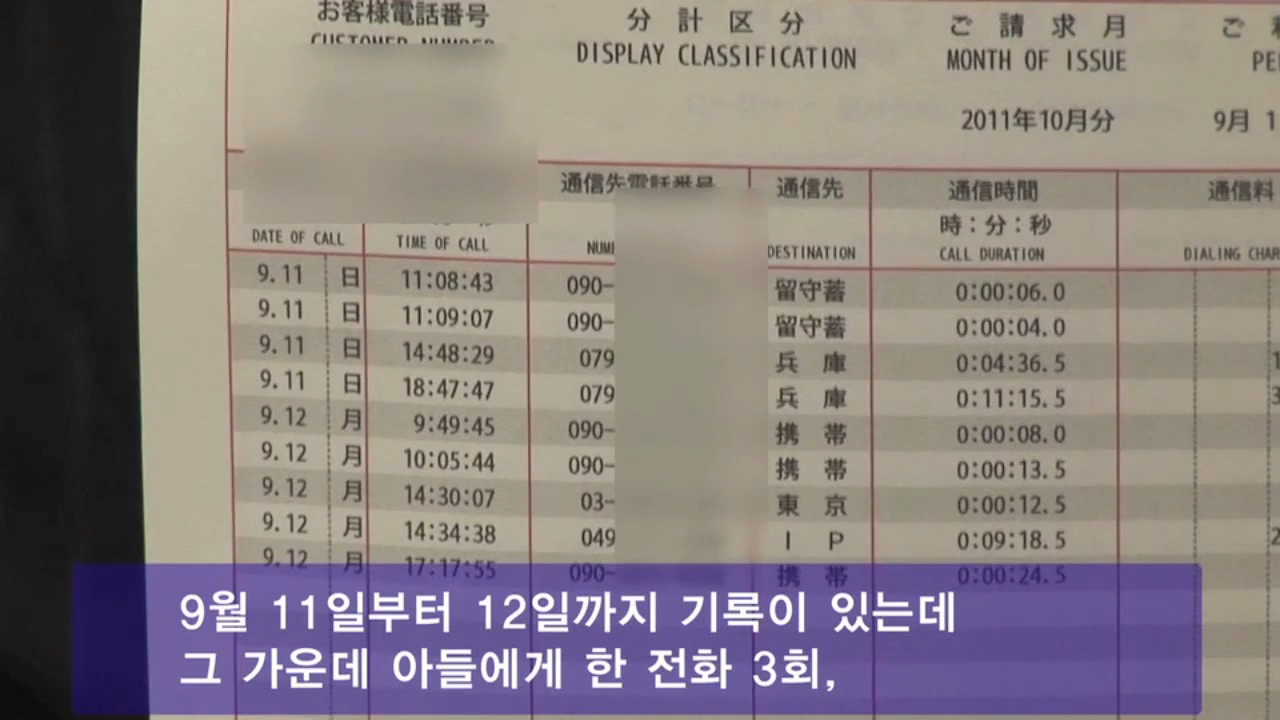 お客様電話番号 分計区分 ご請求月 ご
CUSTOMER NUMBER DISPLAY CLASSIFICATION MONTH OF ISSUE
2011年10月分 9月 1
通信先電話番号 通信先 通信時間 通信料
時：分：秒
DATE OF CALL TIME OF CALL DESTINATION CALL DURATION DIALING
9.11 日 11:08:43 090- 留守蓄 0:00:06.0
9.11 日 11:09:07 090- 留守蓄 0:00:04.0
9.11 日 14:48:29 079 兵庫 0:04:36.5
9.11 日 18:47:47 079 兵庫 0:11:15.5
9.12 月 9:49:45 090- 携帯 0:00:08.0
9.12 月 10:05:44 090- 携帯 0:00:13.5
9.12 月 14:30:07 03- 東京 0:00:12.5
9.12 月 14:34:38 049 IP 0:09:18.5
9.12 月 17:17:55 090- 携帯 0:00:24.5
9월 11일부터 12일까지 기록이 있는데
그 가운데 아들에게 한 전화 3회,